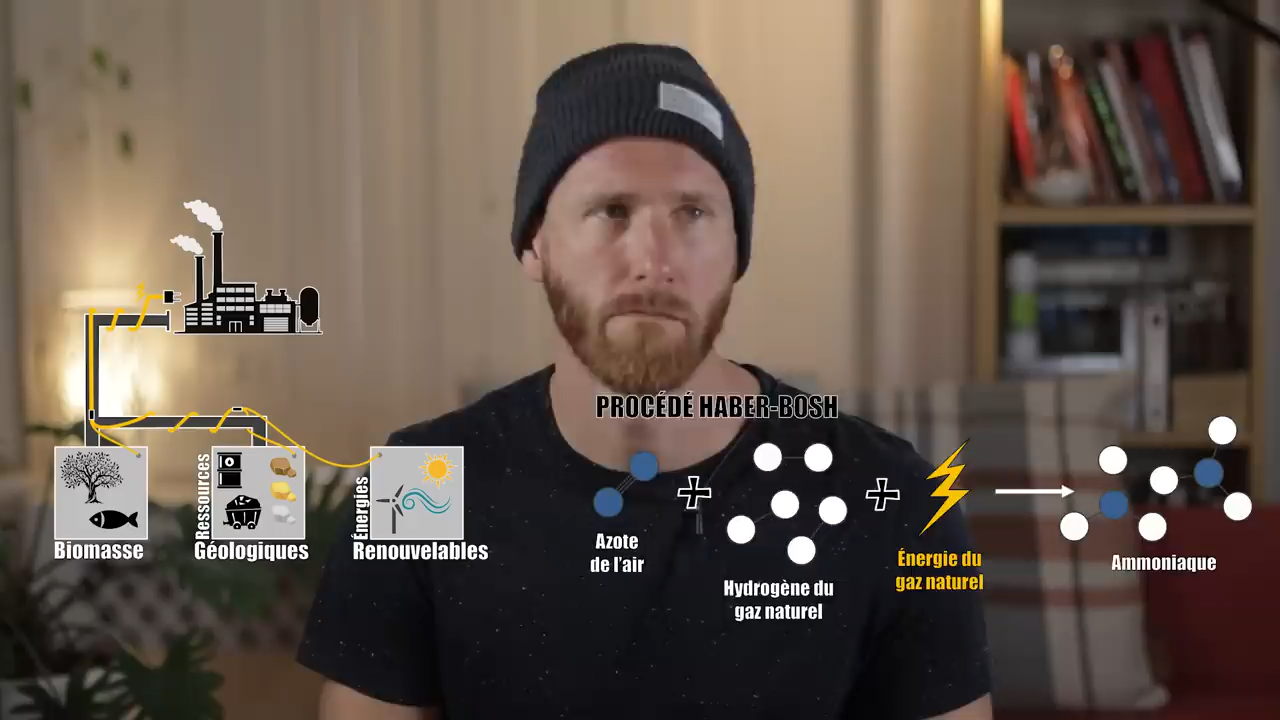 PROCÉDÉ HABER-BOSH
Biomasse
Ressources
Géologiques
Énergies
Renouvelables
Azote
de l'air
Hydrogène du
gaz naturel
Énergie du
gaz naturel
Ammoniaque